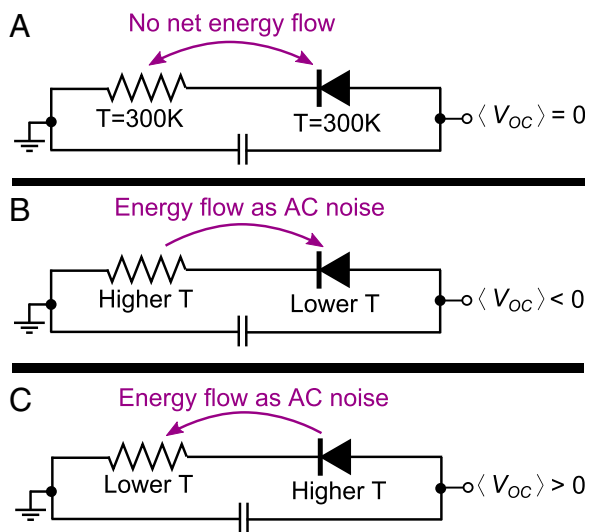 A
No net energy flow
T=300K
T=300K
⟨ V_OC ⟩ = 0
B
Energy flow as AC noise
Higher T
Lower T
⟨ V_OC ⟩ < 0
C
Energy flow as AC noise
Lower T
Higher T
⟨ V_OC ⟩ > 0